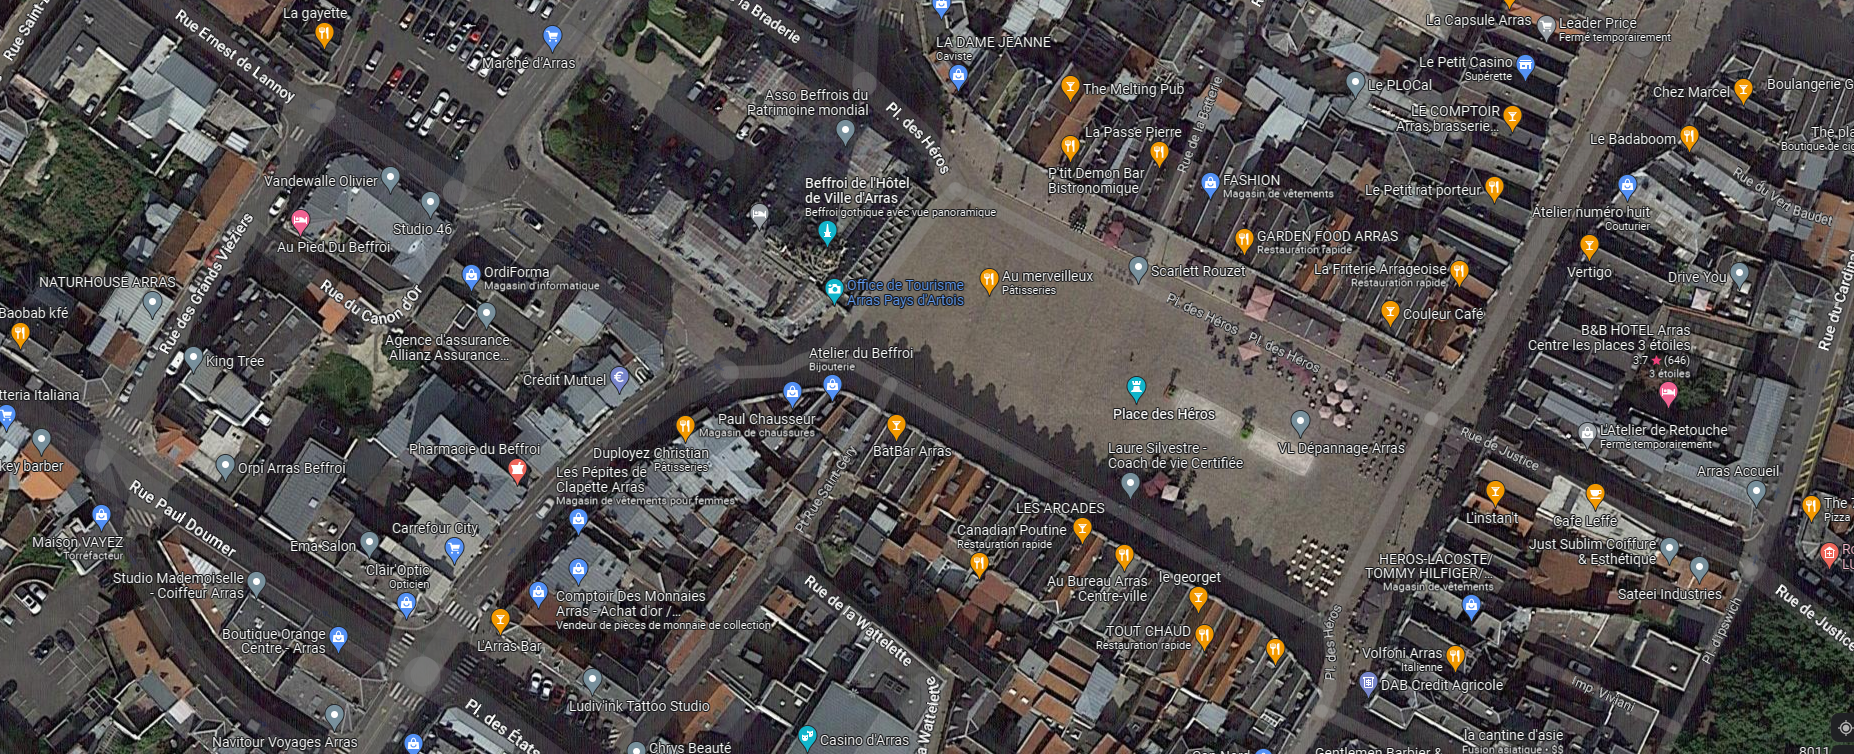 La gayette
Rue Ernest de Lannoy
Marché d'Arras
la Braderie
LA DAME JEANNE
Caviste
La Capsule Arras
Leader Price
Fermé temporairement
Le Petit Casino
Supérette
Asso Beffrois du
Patrimoine mondial
Pl. des Héros
The Melting Pub
Rue de la Batterie
Le PLOCal
LE COMPTOIR
Arras,brasserie...
Chez Marcel
Boulangerie G
La Passe Pierre
P'tit Démon Bar
Bistronomique
Le Badaboom
Boutique de cig
Vandewalle Olivier
Beffroi de l'Hôtel
de Ville d'Arras
Beffroi gothique avec vue panoramique
FASHION
Magasin de vêtements
Le Petit rat porteur
Rue du Vert Baudet
Atelier numéro huit
Couturier
Studio 46
Au Pied Du Beffroi
GARDEN FOOD ARRAS
Restauration rapide
NATURHOUSE ARRAS
Rue des Grands Viéziers
OrdiForma
Magasin d'informatique
Office de Tourisme
Arras Pays d'Artois
Au merveilleux
Pâtisseries
Scarlett Rouzet
La Friterie Arrageoise
Restauration rapide
Vertigo
Drive You
Baobab kfé
Rue du Canon d'Or
Pl. des Héros
Pl. des Héros
Couleur Café
Agence d'assurance
Allianz Assurance...
King Tree
Atelier du Beffroi
Bijouterie
B&B HOTEL Arras
Centre les places 3 étoiles
3,7 ★ (646)
3 étoiles
Rue du Cardinal
Crédit Mutuel
tteria Italiana
Paul Chausseur
Magasin de chaussures
Place des Héros
key barber
Orpi Arras Beffroi
Pharmacie du Beffroi
Duployez Christian
Pâtisseries
BatBar Arras
Laure Silvestre -
Coach de vie Certifiée
VL Dépannage Arras
Rue de Justice
L'Atelier de Retouche
Fermé temporairement
Arras Accueil
Les Pépites de
Clapette Arras
Magasin de vêtements pour femmes
Pl. Rue Saint-Géry
Rue Paul Doumer
Maison VAYEZ
Torréfacteur
Carrefour City
Ema Salon
LES ARCADES
Canadian Poutine
Restauration rapide
L'instan't
Cafe Leffé
Pizza
Just Sublim Coiffure
& Esthétique
HEROS-LACOSTE/
TOMMY HILFIGER/...
Magasin de vêtements
Clair Optic
Opticien
Studio Mademoiselle
- Coiffeur Arras
Comptoir Des Monnaies
Arras - Achat d'or /...
Vendeur de pièces de monnaie de collection
Rue de la Wattelette
Au Bureau Arras
Centre-ville
le georget
Sateei Industries
Rue de Justice
Pl. d'Ipswich
Boutique Orange
Centre - Arras
L'Arras Bar
TOUT CHAUD
Restauration rapide
Pl. des Héros
Volfoni Arras
Italienne
DAB Credit Agricole
Imp. Viviani
Ludiv'ink Tattoo Studio
Pl. des États
Wattelette
Navitour Voyages Arras
Chrys Beauté
Casino d'Arras
la cantine d'asie
Fusion asiatique • $$